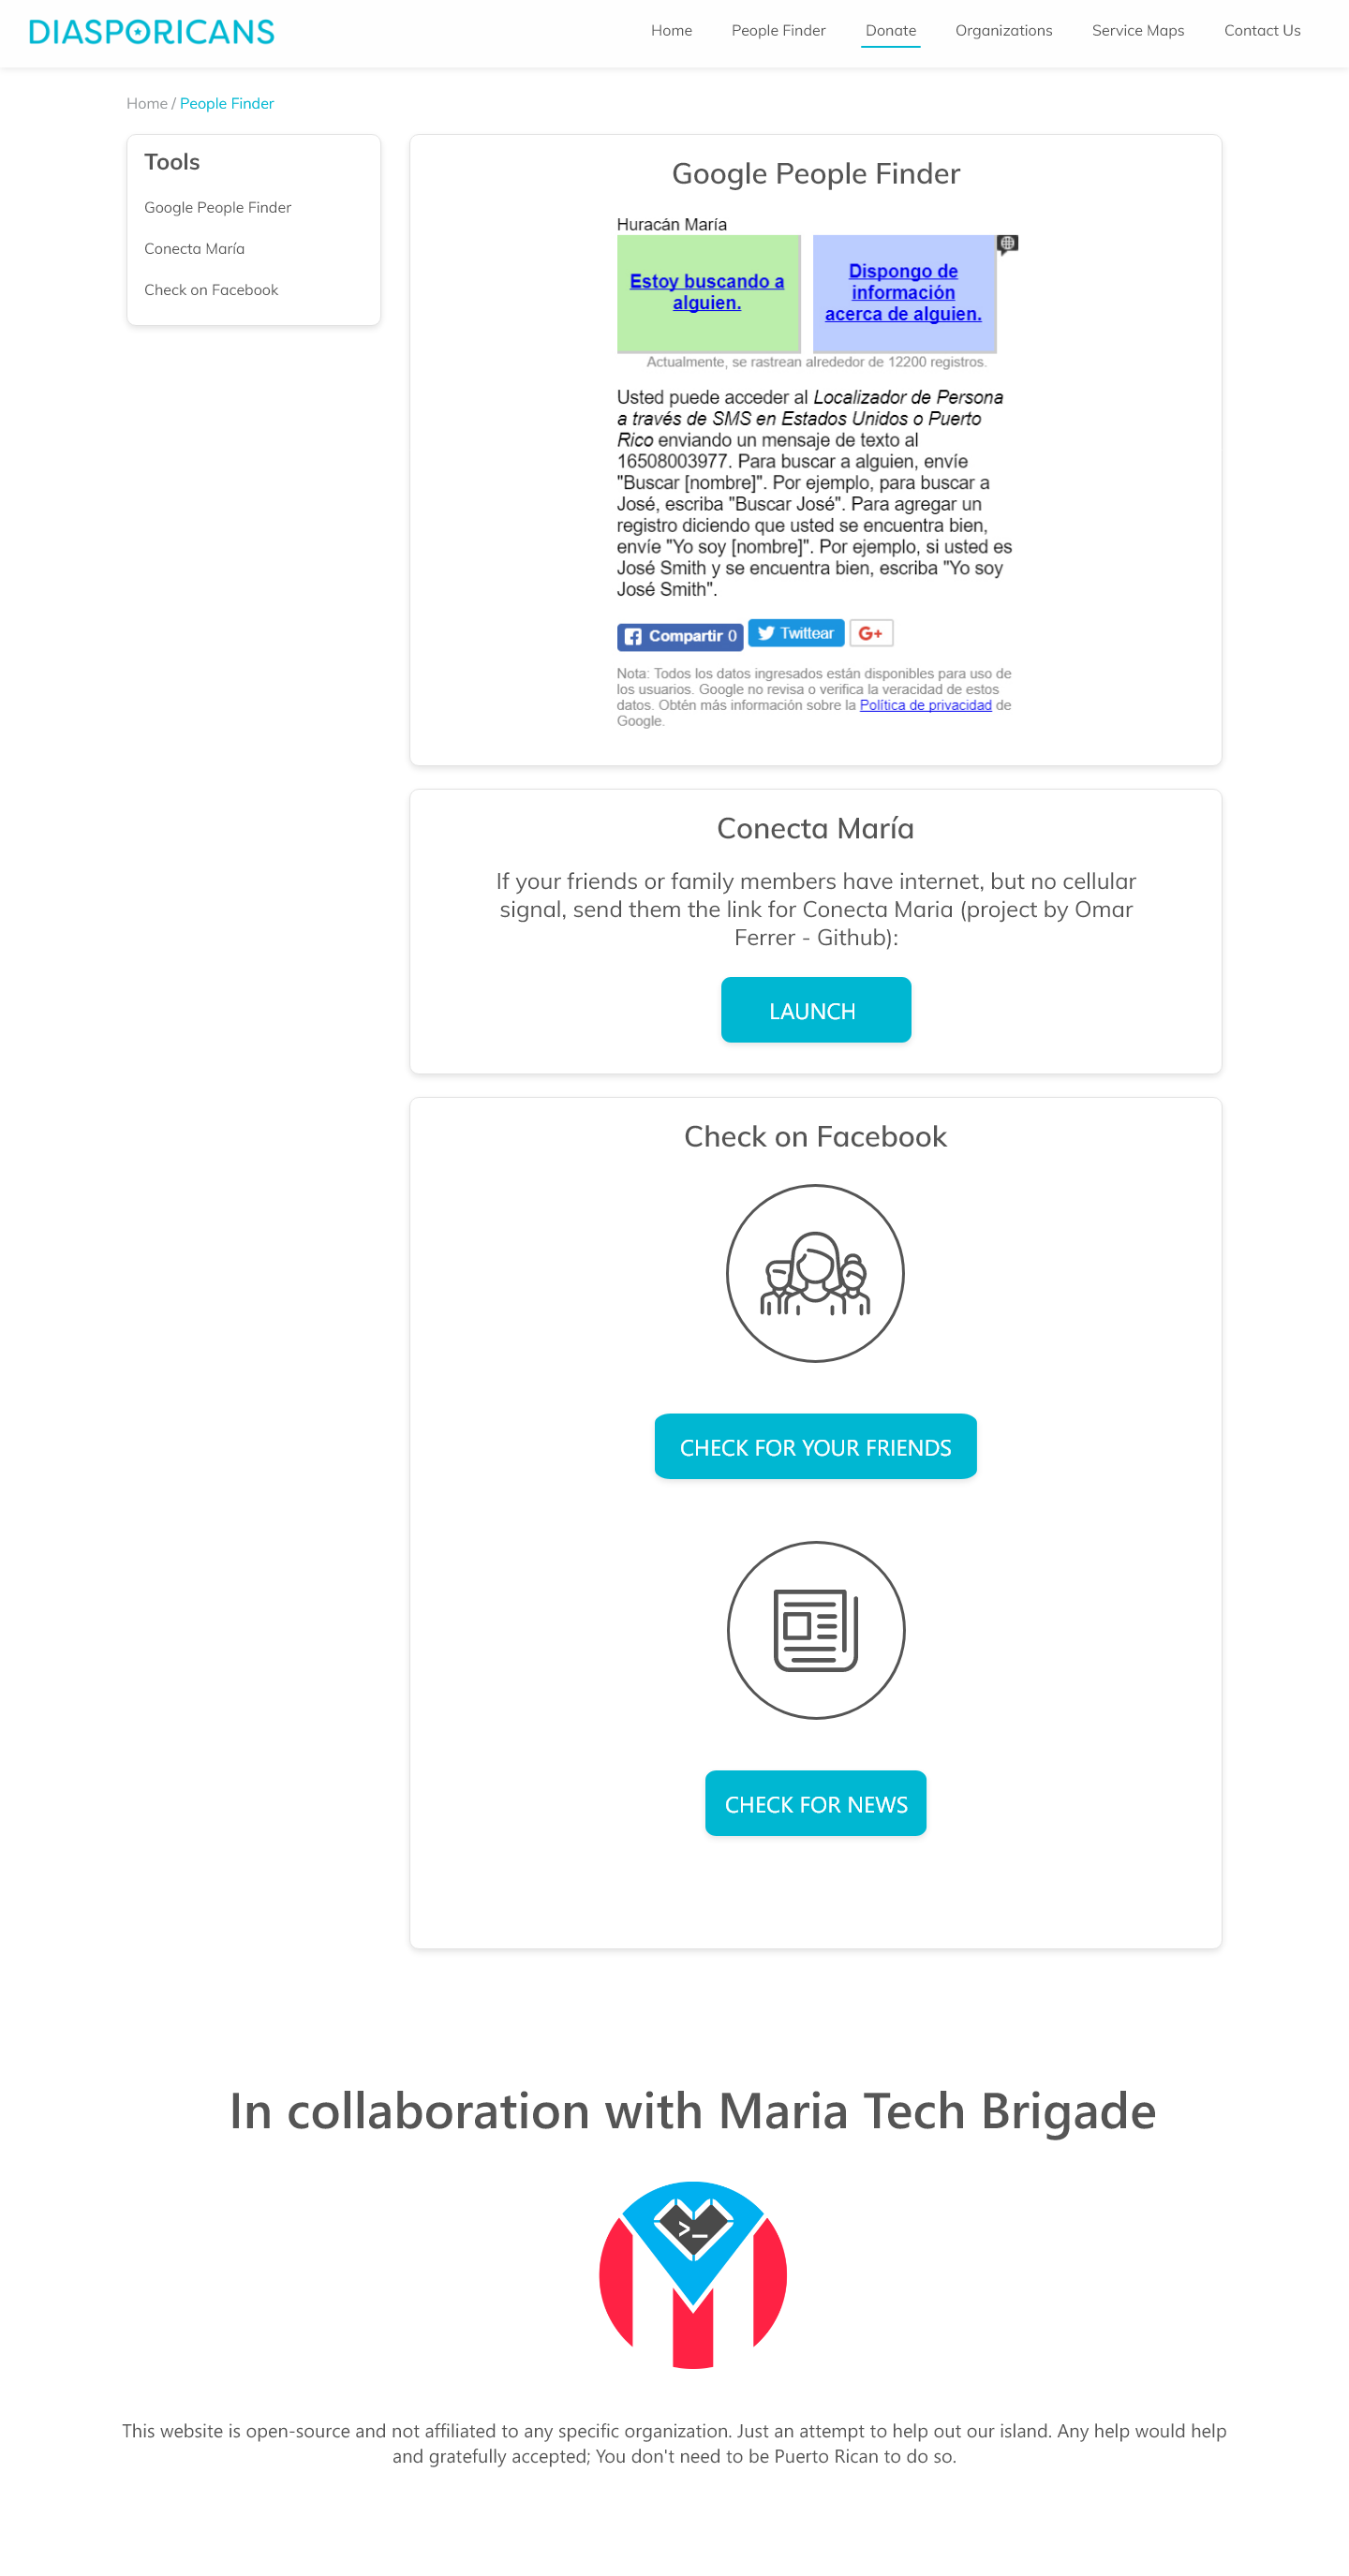 DIASPORICANS
Home People Finder Donate Organizations Service Maps Contact Us
Home / People Finder
Tools
Google People Finder
Conecta María
Check on Facebook
Google People Finder
Huracán María
Estoy buscando a
alguien.
Dispongo de
información
acerca de alguien.
Actualmente, se rastrean alrededor de 12200 registros.
Usted puede acceder al Localizador de Persona
a través de SMS en Estados Unidos o Puerto
Rico enviando un mensaje de texto al
16508003977. Para buscar a alguien, envíe
"Buscar [nombre]". Por ejemplo, para buscar a
José, escriba "Buscar José". Para agregar un
registro diciendo que usted se encuentra bien,
envíe "Yo soy [nombre]". Por ejemplo, si usted es
José Smith y se encuentra bien, escriba "Yo soy
José Smith".
Compartir 0 Twittear G+
Nota: Todos los datos ingresados están disponibles para uso de
los usuarios. Google no revisa o verifica la veracidad de estos
datos. Obtén más información sobre la Política de privacidad de
Google.
Conecta María
If your friends or family members have internet, but no cellular
signal, send them the link for Conecta Maria (project by Omar
Ferrer - Github):
LAUNCH
Check on Facebook
CHECK FOR YOUR FRIENDS
CHECK FOR NEWS
In collaboration with Maria Tech Brigade
>_
This website is open-source and not affiliated to any specific organization. Just an attempt to help out our island. Any help would help
and gratefully accepted; You don't need to be Puerto Rican to do so.